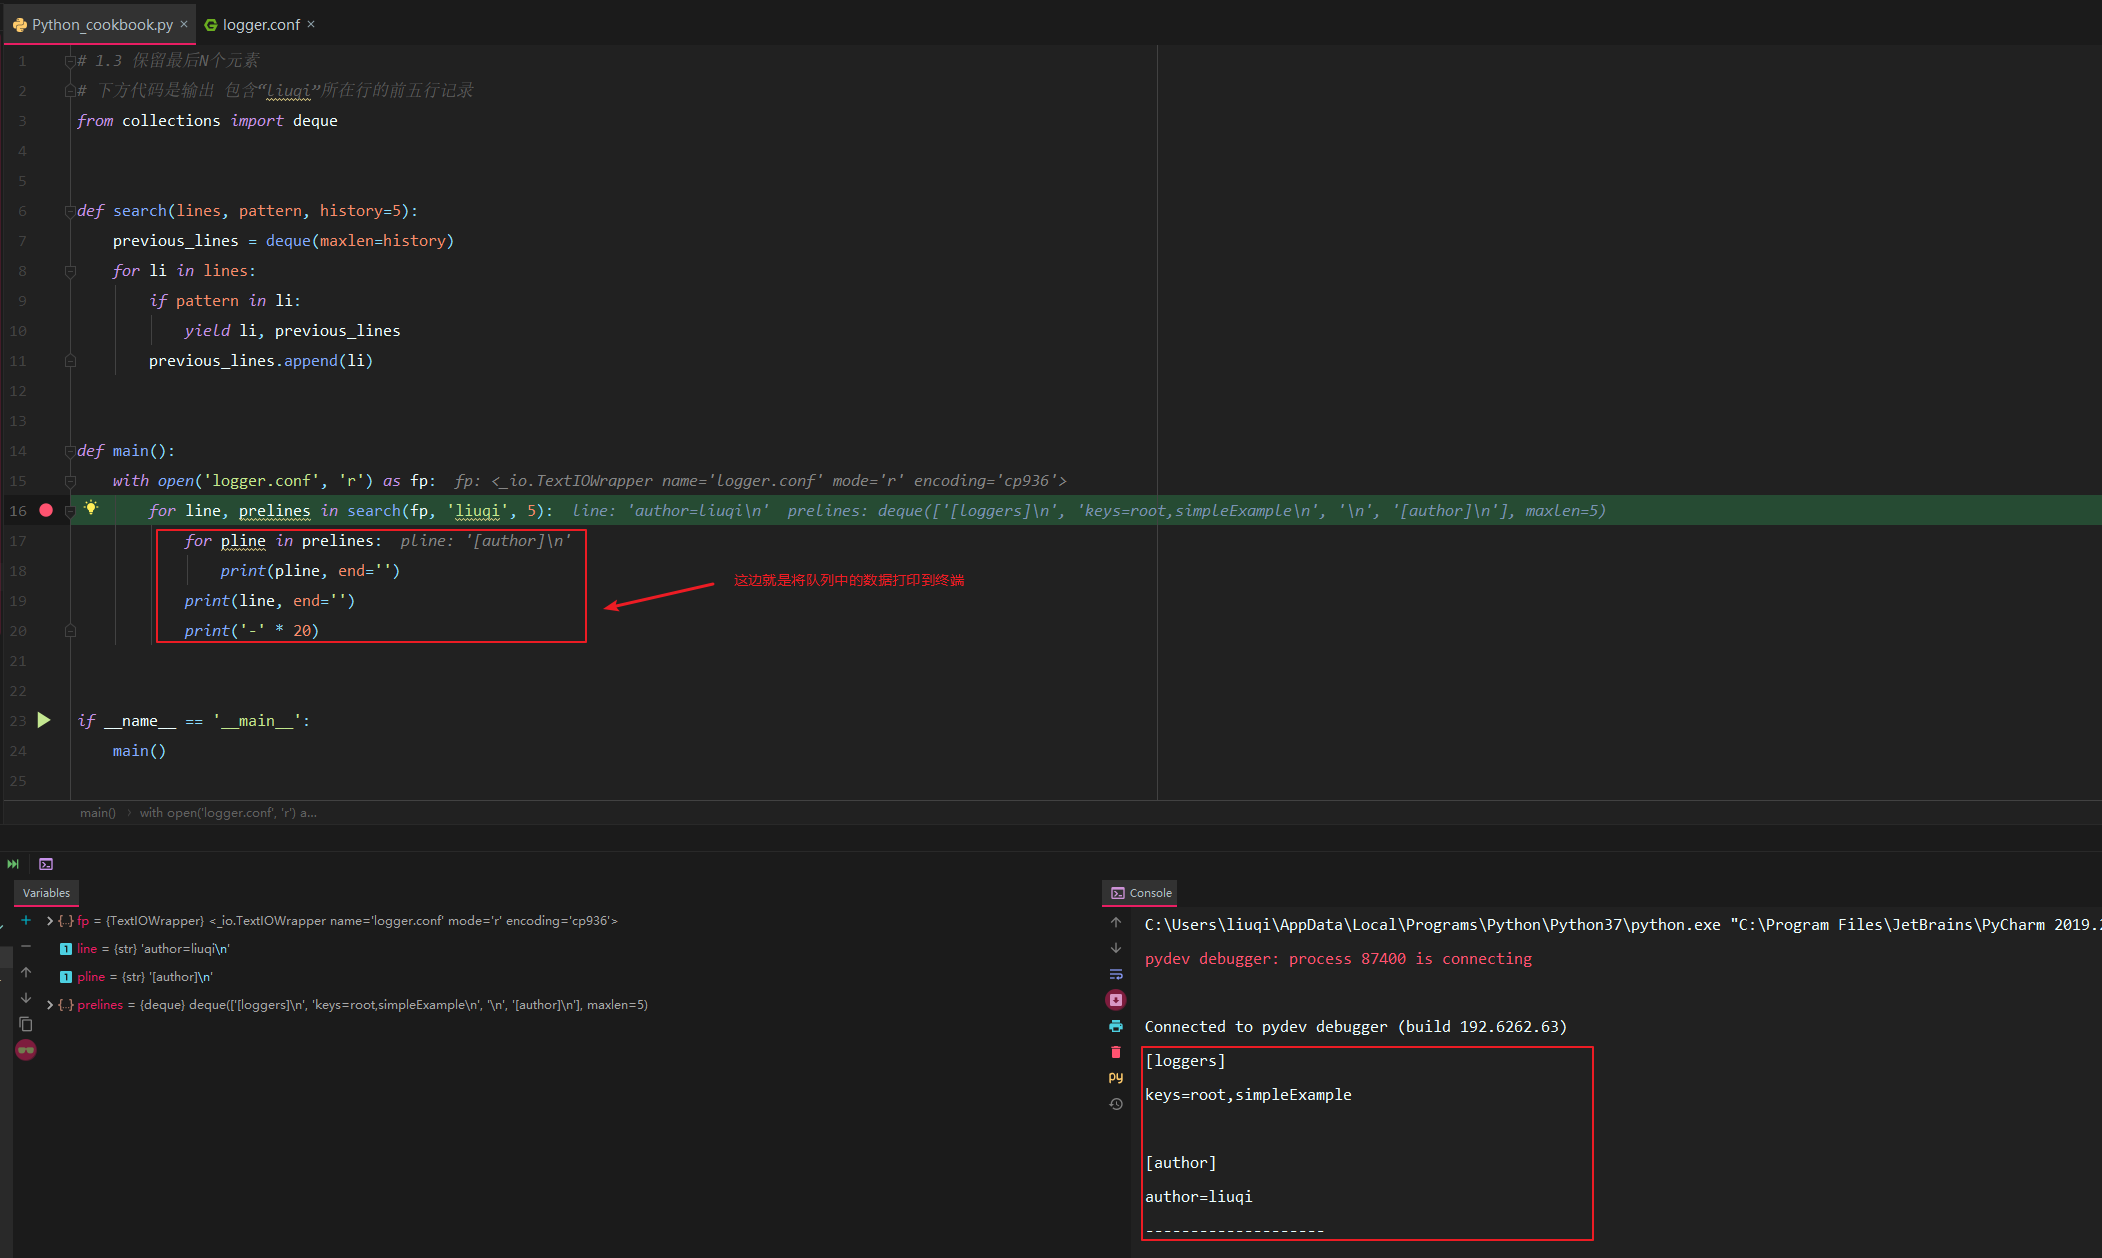 Python_cookbook.py × logger.conf ×
1 # 1.3 保留最后N个元素
2 # 下方代码是输出 包含“liuqi”所在行的前五行记录
3 from collections import deque
4
5
6 def search(lines, pattern, history=5):
7 previous_lines = deque(maxlen=history)
8 for li in lines:
9 if pattern in li:
10 yield li, previous_lines
11 previous_lines.append(li)
12
13
14 def main():
15 with open('logger.conf', 'r') as fp: fp: <_io.TextIOWrapper name='logger.conf' mode='r' encoding='cp936'>
16 for line, prelines in search(fp, 'liuqi', 5): line: 'author=liuqi\n' prelines: deque(['[loggers]\n', 'keys=root,simpleExample\n', '\n', '[author]\n'], maxlen=5)
17 for pline in prelines: pline: '[author]\n'
18 print(pline, end='')
这边就是将队列中的数据打印到终端
19 print(line, end='')
20 print('-' * 20)
21
22
23 if __name__ == '__main__':
24 main()
25
main() › with open('logger.conf', 'r') a...
Variables
{...} fp = {TextIOWrapper} <_io.TextIOWrapper name='logger.conf' mode='r' encoding='cp936'>
1 line = {str} 'author=liuqi\n'
1 pline = {str} '[author]\n'
{...} prelines = {deque} deque(['[loggers]\n', 'keys=root,simpleExample\n', '\n', '[author]\n'], maxlen=5)
Console
C:\Users\liuqi\AppData\Local\Programs\Python\Python37\python.exe "C:\Program Files\JetBrains\PyCharm 2019.2
pydev debugger: process 87400 is connecting
Connected to pydev debugger (build 192.6262.63)
[loggers]
keys=root,simpleExample
[author]
author=liuqi
--------------------
py